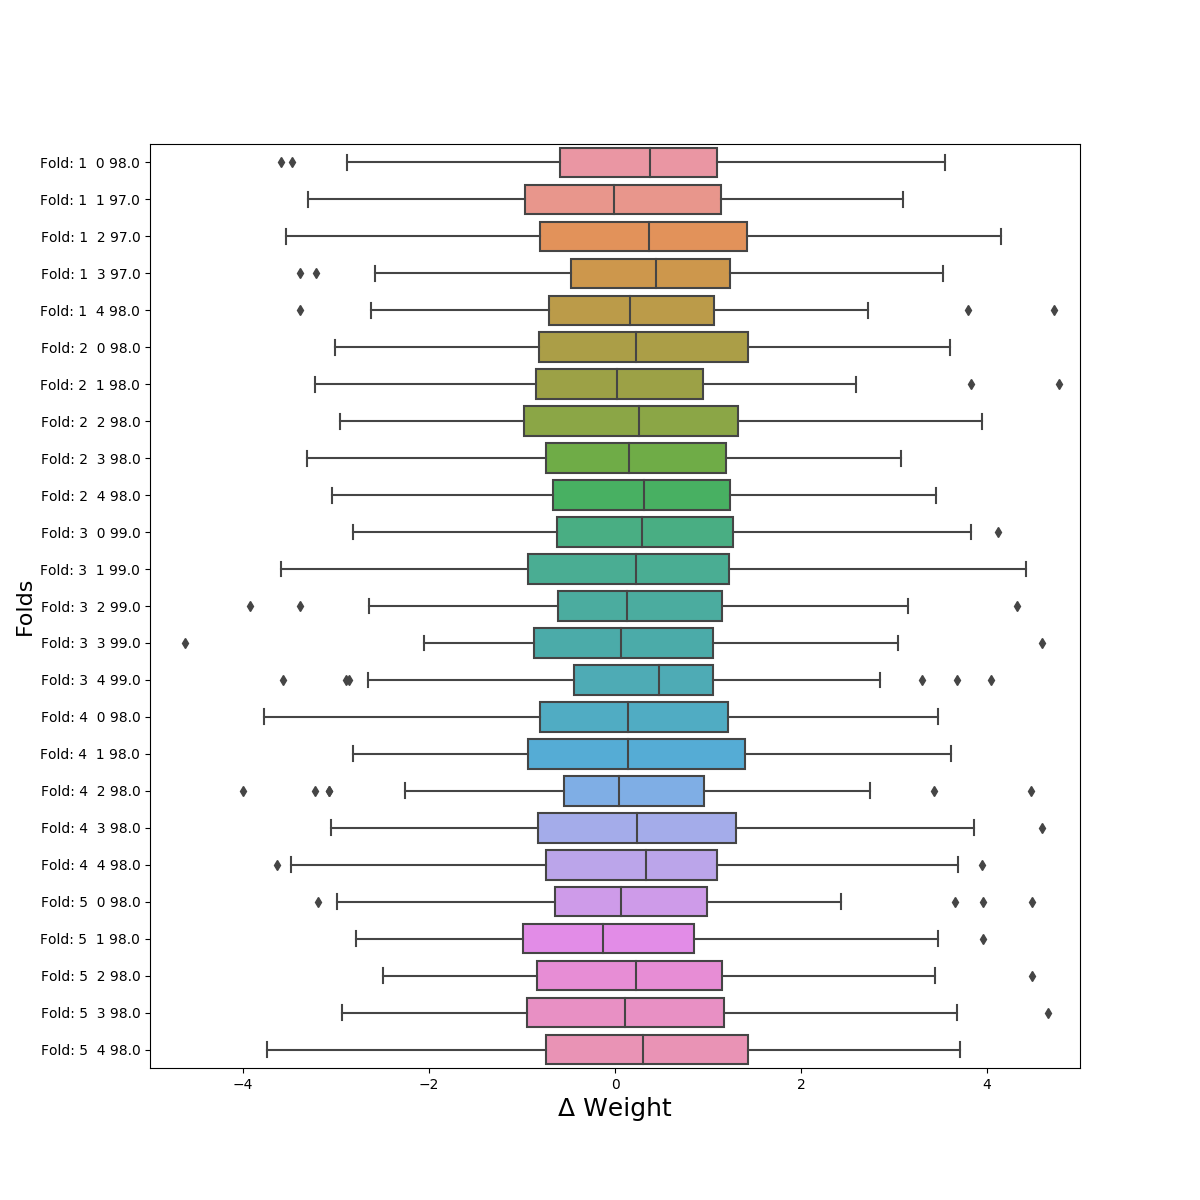 Fold: 1  0 98.0
Fold: 1  1 97.0
Fold: 1  2 97.0
Fold: 1  3 97.0
Fold: 1  4 98.0
Fold: 2  0 98.0
Fold: 2  1 98.0
Fold: 2  2 98.0
Fold: 2  3 98.0
Fold: 2  4 98.0
Fold: 3  0 99.0
Fold: 3  1 99.0
Fold: 3  2 99.0
Fold: 3  3 99.0
Fold: 3  4 99.0
Fold: 4  0 98.0
Fold: 4  1 98.0
Fold: 4  2 98.0
Fold: 4  3 98.0
Fold: 4  4 98.0
Fold: 5  0 98.0
Fold: 5  1 98.0
Fold: 5  2 98.0
Fold: 5  3 98.0
Fold: 5  4 98.0
Folds
−4 −2 0 2 4
Δ Weight